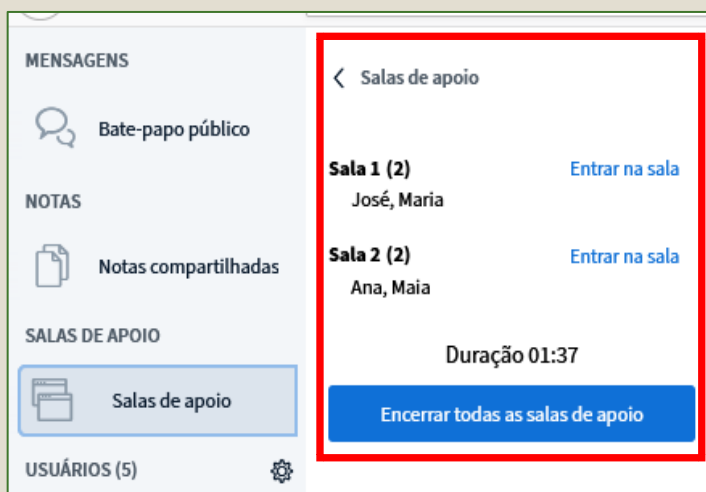 MENSAGENS
Bate-papo público
NOTAS
Notas compartilhadas
SALAS DE APOIO
Salas de apoio
USUÁRIOS (5)
Salas de apoio
Sala 1 (2) Entrar na sala
José, Maria
Sala 2 (2) Entrar na sala
Ana, Maia
Duração 01:37
Encerrar todas as salas de apoio